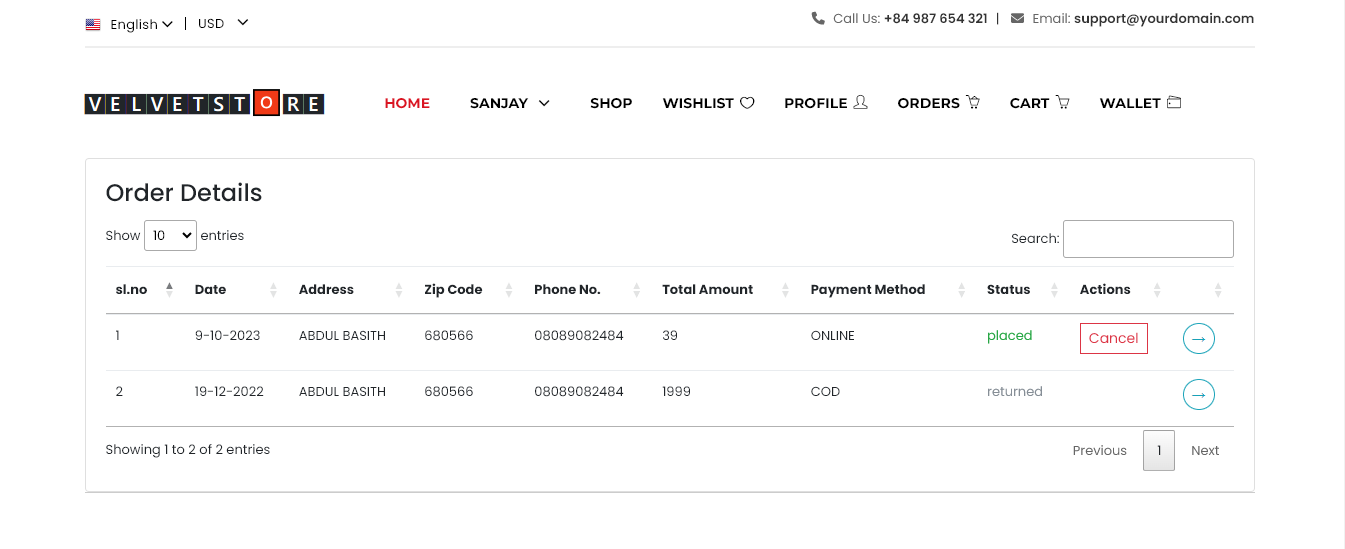 English USD Call Us: +84 987 654 321 | Email: support@yourdomain.com
VELVETSTORE HOME SANJAY SHOP WISHLIST PROFILE ORDERS CART WALLET
Order Details
Show 10 entries Search:
sl.no Date Address Zip Code Phone No. Total Amount Payment Method Status Actions
1 9-10-2023 ABDUL BASITH 680566 08089082484 39 ONLINE placed Cancel →
2 19-12-2022 ABDUL BASITH 680566 08089082484 1999 COD returned →
Showing 1 to 2 of 2 entries Previous 1 Next